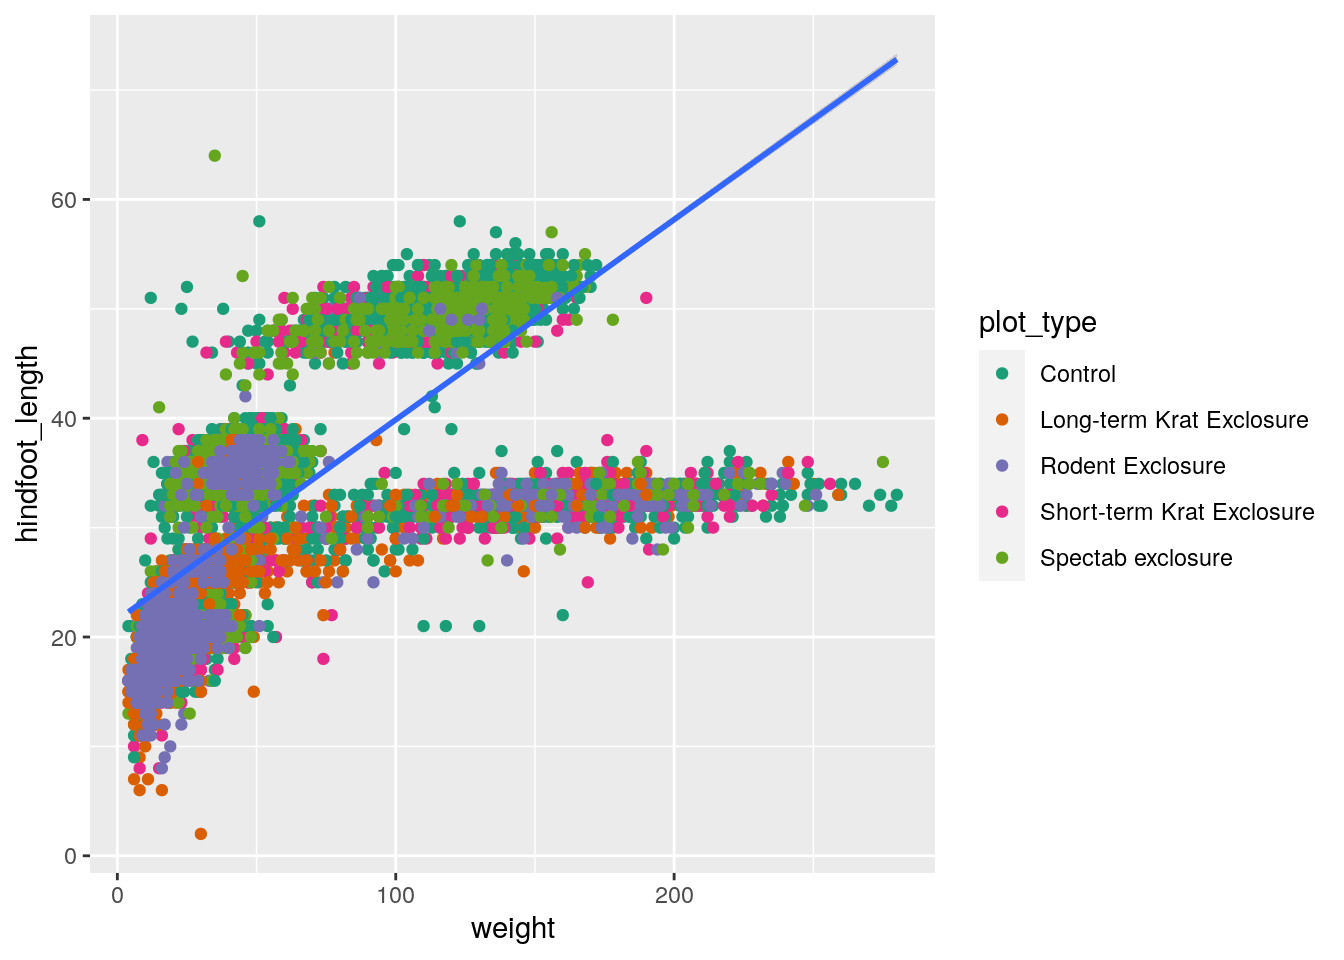 60
40
20
0
hindfoot_length
0
100
200
weight
plot_type
Control
Long-term Krat Exclosure
Rodent Exclosure
Short-term Krat Exclosure
Spectab exclosure